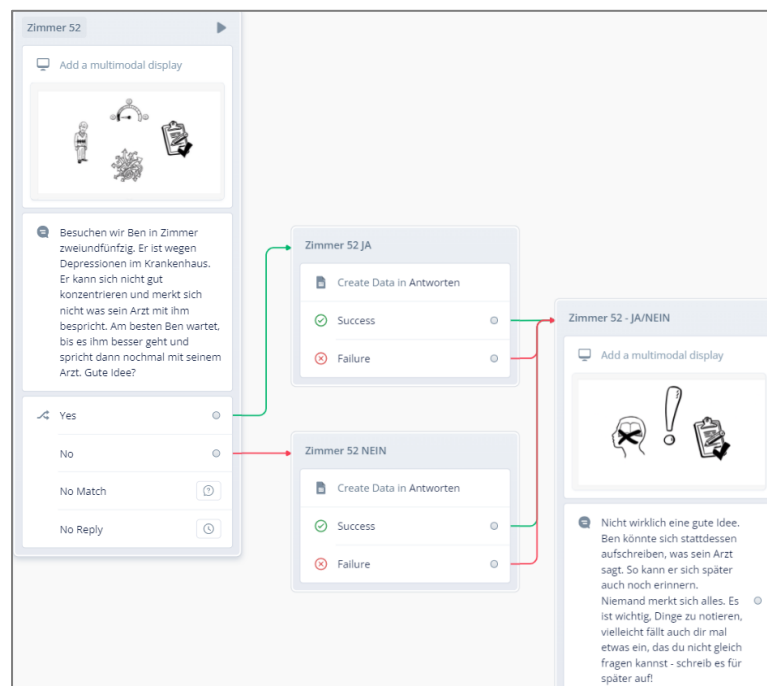 Zimmer 52
Add a multimodal display
Besuchen wir Ben in Zimmer
zweiundfünfzig. Er ist wegen
Depressionen im Krankenhaus.
Er kann sich nicht gut
konzentrieren und merkt sich
nicht was sein Arzt mit ihm
bespricht. Am besten Ben wartet,
bis es ihm besser geht und
spricht dann nochmal mit seinem
Arzt. Gute Idee?
Yes
No
No Match
No Reply
Zimmer 52 JA
Create Data in Antworten
Success
Failure
Zimmer 52 NEIN
Create Data in Antworten
Success
Failure
Zimmer 52 - JA/NEIN
Add a multimodal display
Nicht wirklich eine gute Idee.
Ben könnte sich stattdessen
aufschreiben, was sein Arzt
sagt. So kann er sich später
auch noch erinnern.
Niemand merkt sich alles. Es
ist wichtig, Dinge zu notieren,
vielleicht fällt auch dir mal
etwas ein, das du nicht gleich
fragen kannst - schreib es für
später auf!